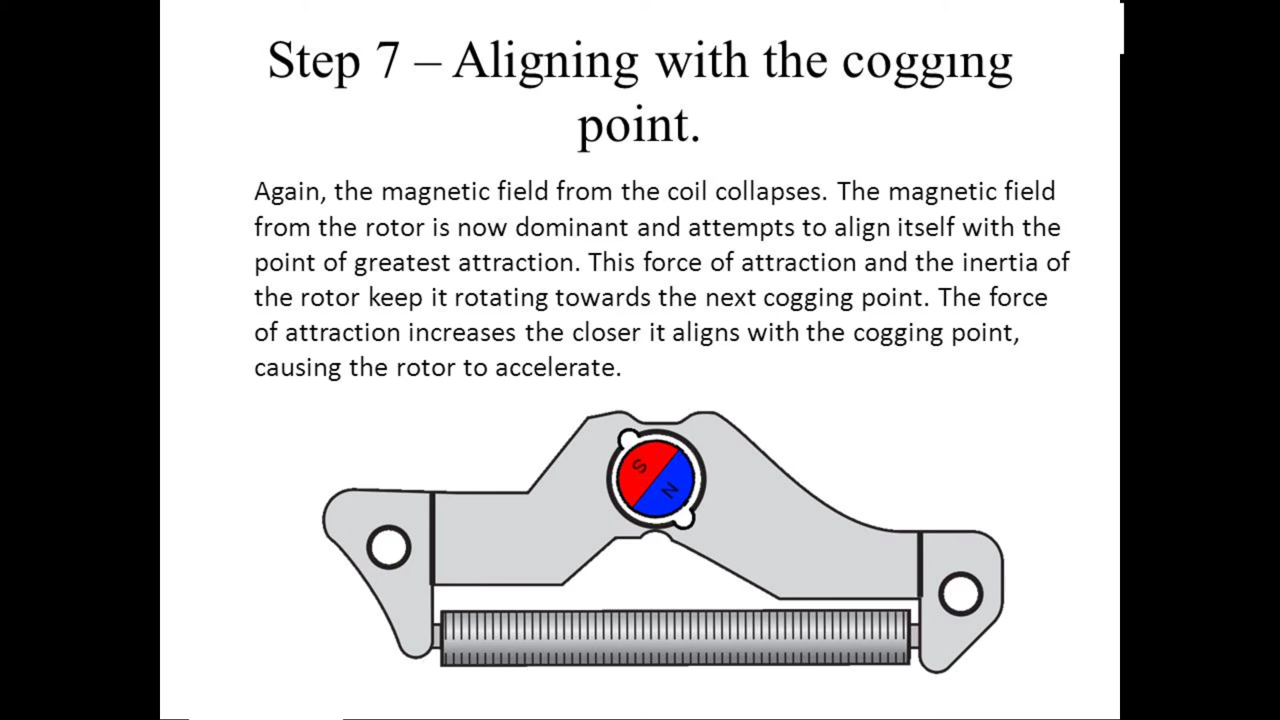 Step 7 – Aligning with the cogging
point.
Again, the magnetic field from the coil collapses. The magnetic field
from the rotor is now dominant and attempts to align itself with the
point of greatest attraction. This force of attraction and the inertia of
the rotor keep it rotating towards the next cogging point. The force
of attraction increases the closer it aligns with the cogging point,
causing the rotor to accelerate.
S
N